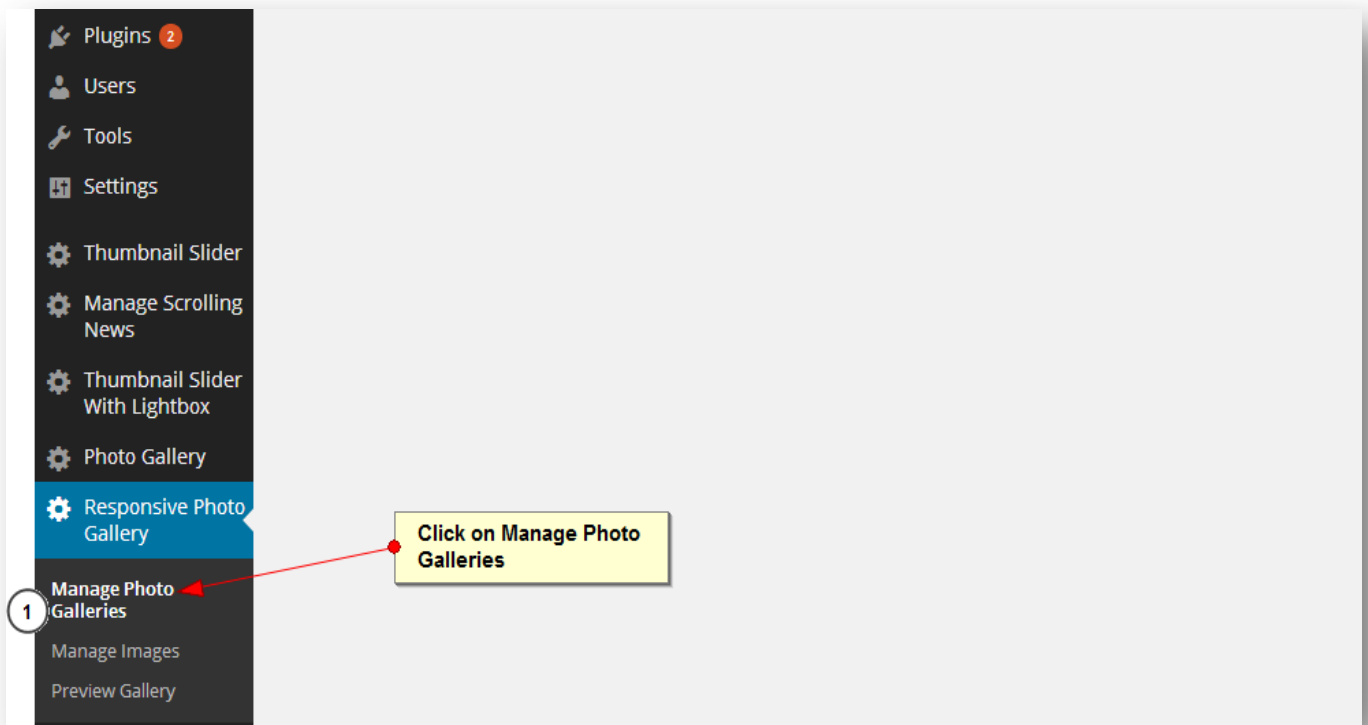 Plugins 2
Users
Tools
Settings
Thumbnail Slider
Manage Scrolling
News
Thumbnail Slider
With Lightbox
Photo Gallery
Responsive Photo
Gallery
Click on Manage Photo
Galleries
Manage Photo
Galleries
1
Manage Images
Preview Gallery